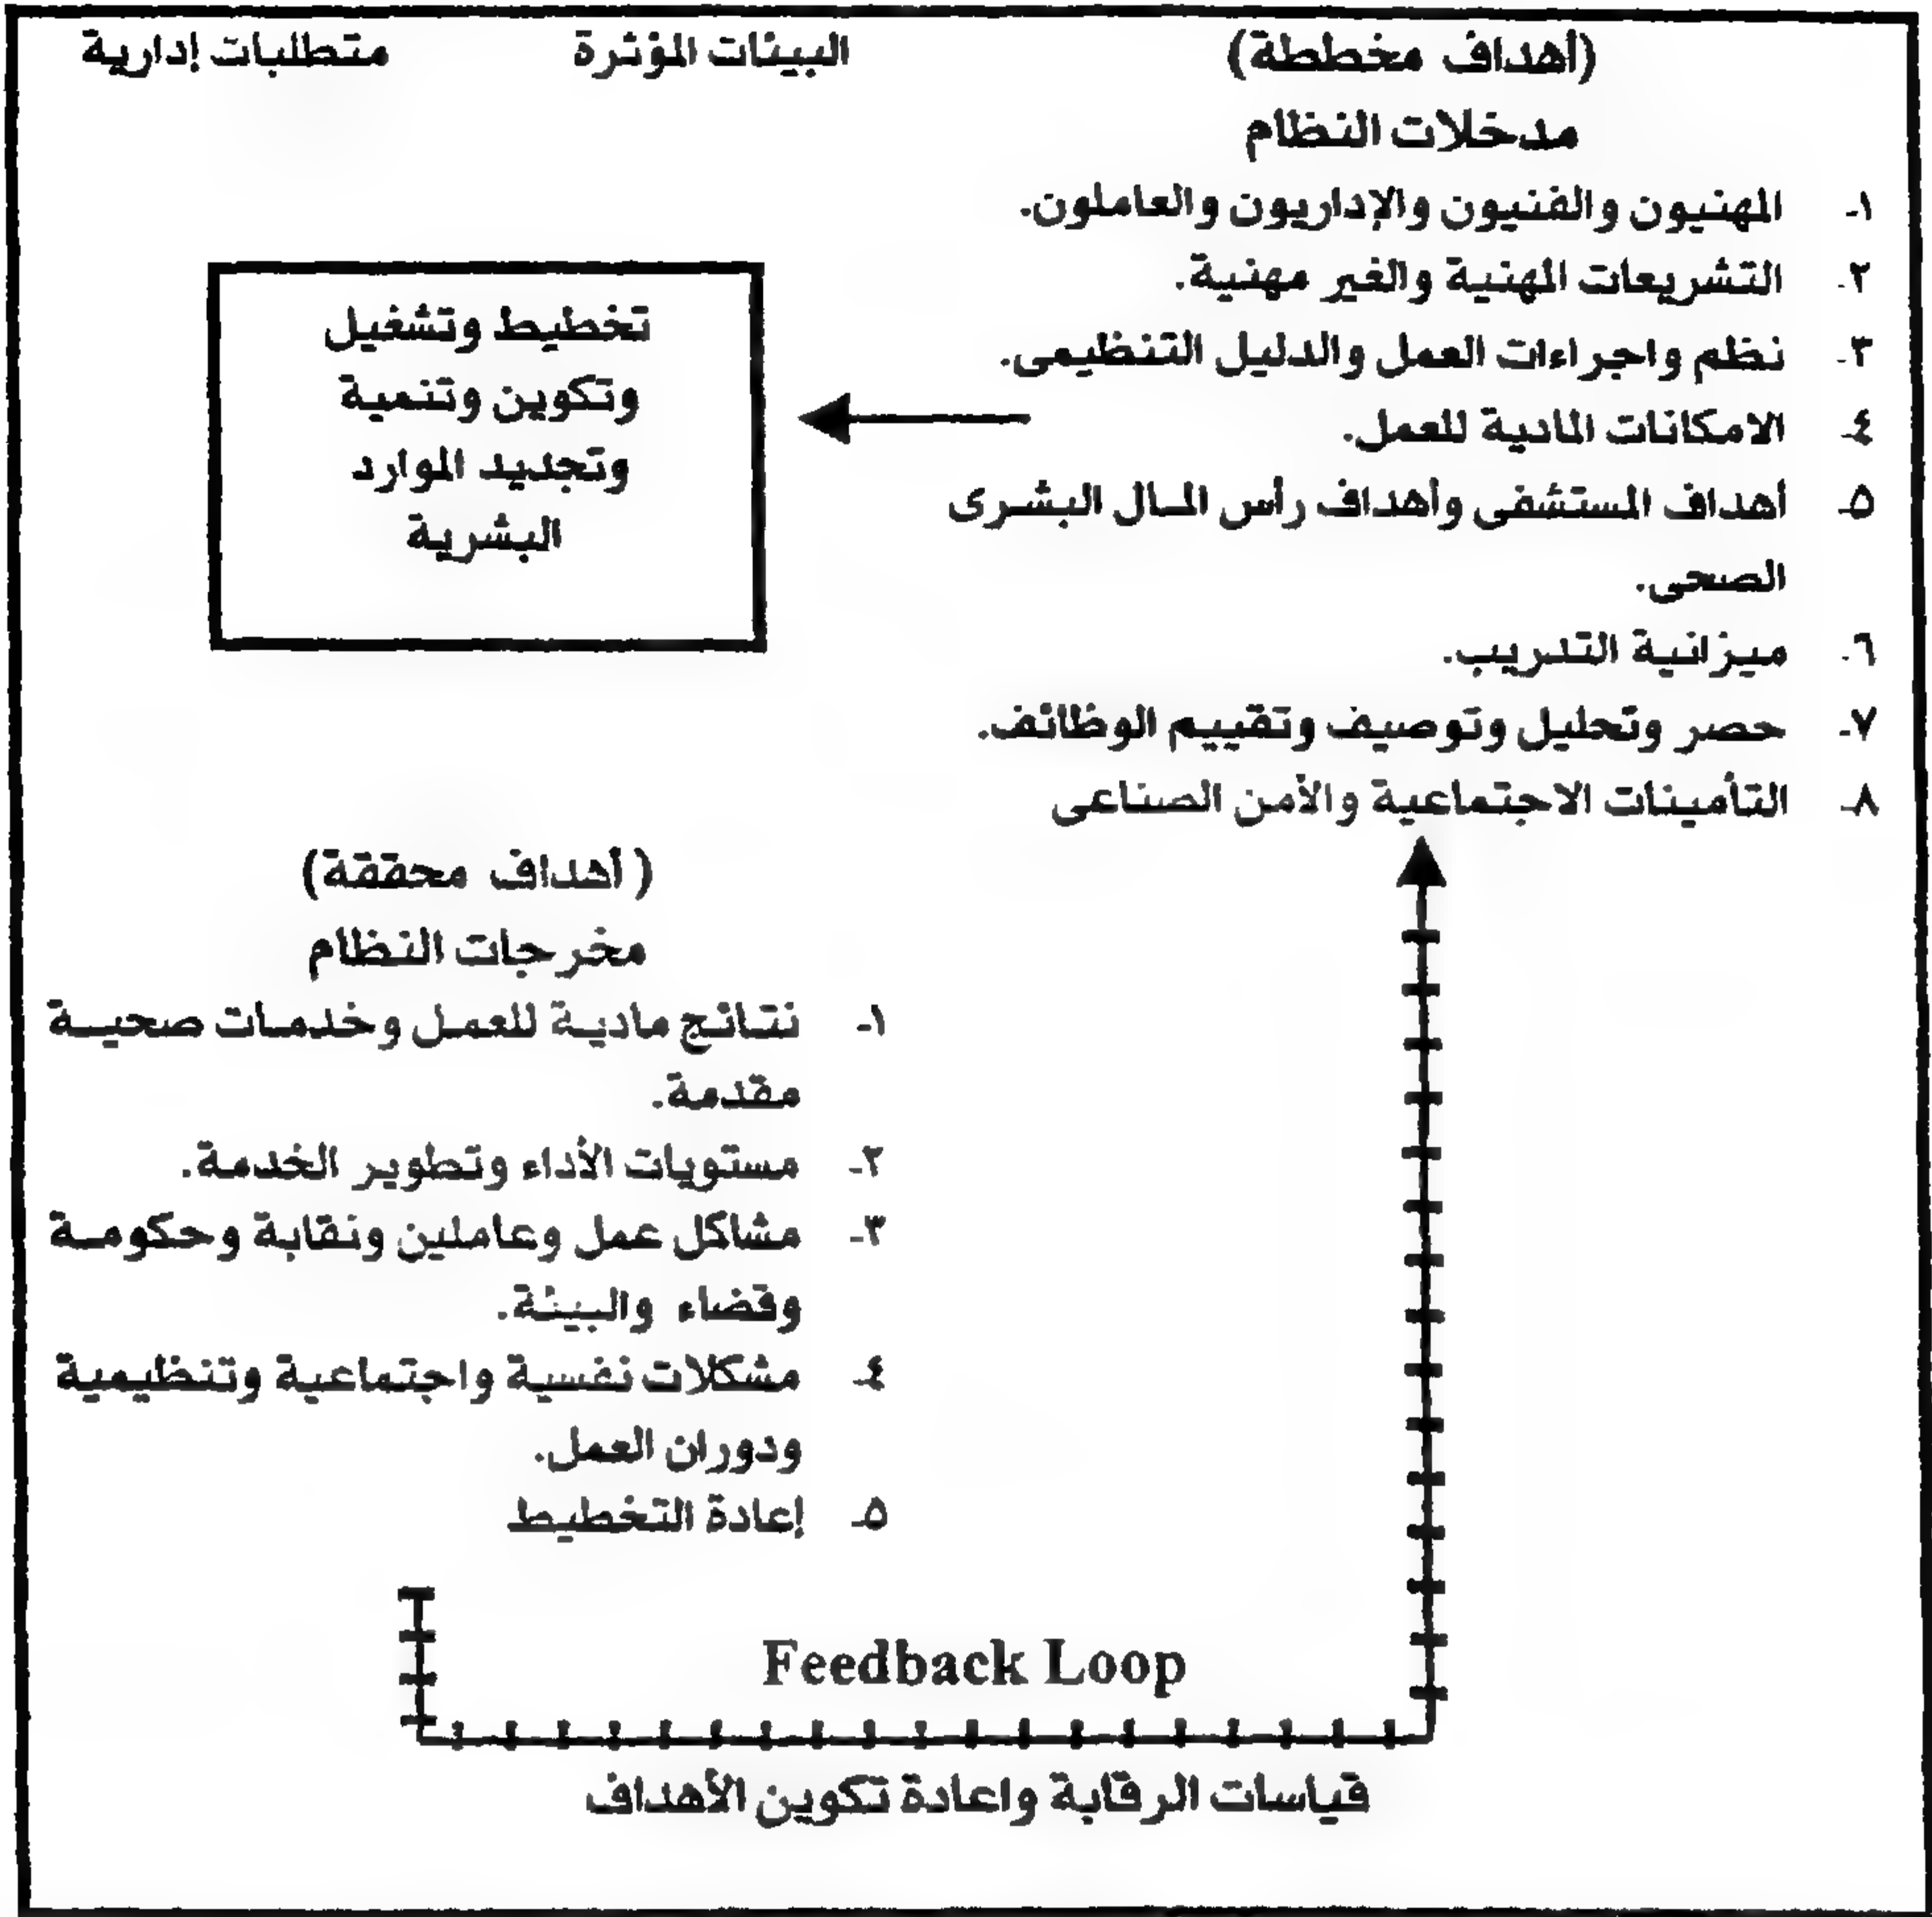 (أهداف مخططة) البيئات المؤثرة متطلبات إدارية
مدخلات النظام
١- المهنيون والفنيون والإداريون والعاملون.
٢- التشريعات المهنية والغير مهنية.
٣- نظم واجراءات العمل والدليل التنظيمى.
٤- الامكانات المادية للعمل.
٥- أهداف المستشفى وأهداف رأس المال البشرى
الصحى.
٦- ميزانية التدريب.
٧- حصر وتحليل وتوصيف وتقييم الوظائف.
٨- التأمينات الاجتماعية والأمن الصناعى
تخطيط وتشغيل
وتكوين وتنمية
وتجديد الموارد
البشرية
(أهداف محققة)
مخرجات النظام
١- نتائج مادية للعمل وخدمات صحية
مقدمة.
٢- مستويات الأداء وتطوير الخدمة.
٣- مشاكل عمل وعاملين ونقابة وحكومة
وقضاء والبيئة.
٤- مشكلات نفسية واجتماعية وتنظيمية
ودوران العمل.
٥- إعادة التخطيط
Feedback Loop
قياسات الرقابة واعادة تكوين الأهداف